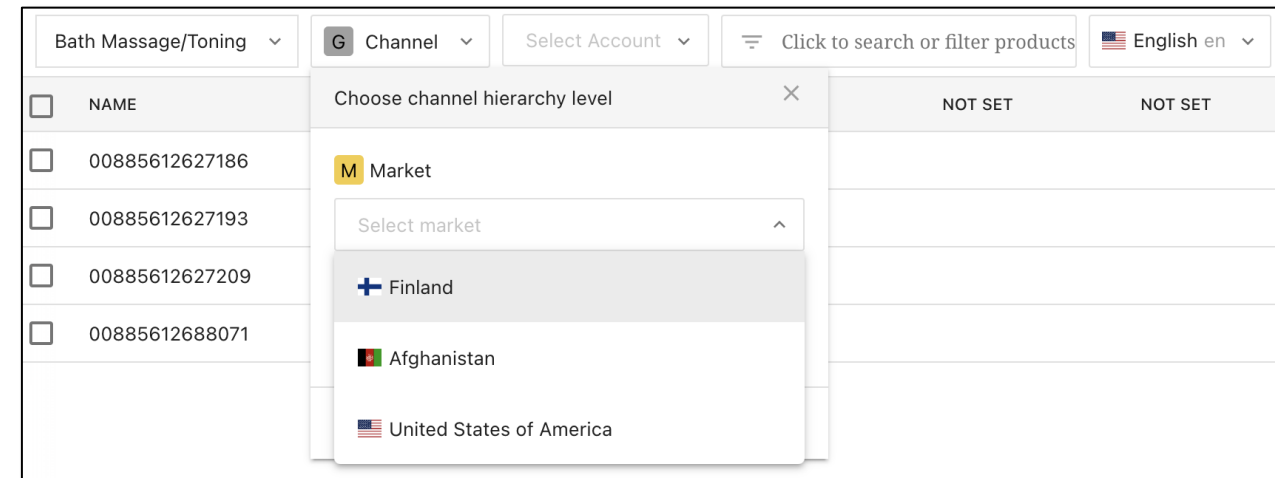 Bath Massage/Toning
G Channel
Select Account
Click to search or filter products
English en
NAME
Choose channel hierarchy level
NOT SET
NOT SET
00885612627186
M Market
00885612627193
Select market
00885612627209
Finland
00885612688071
Afghanistan
United States of America